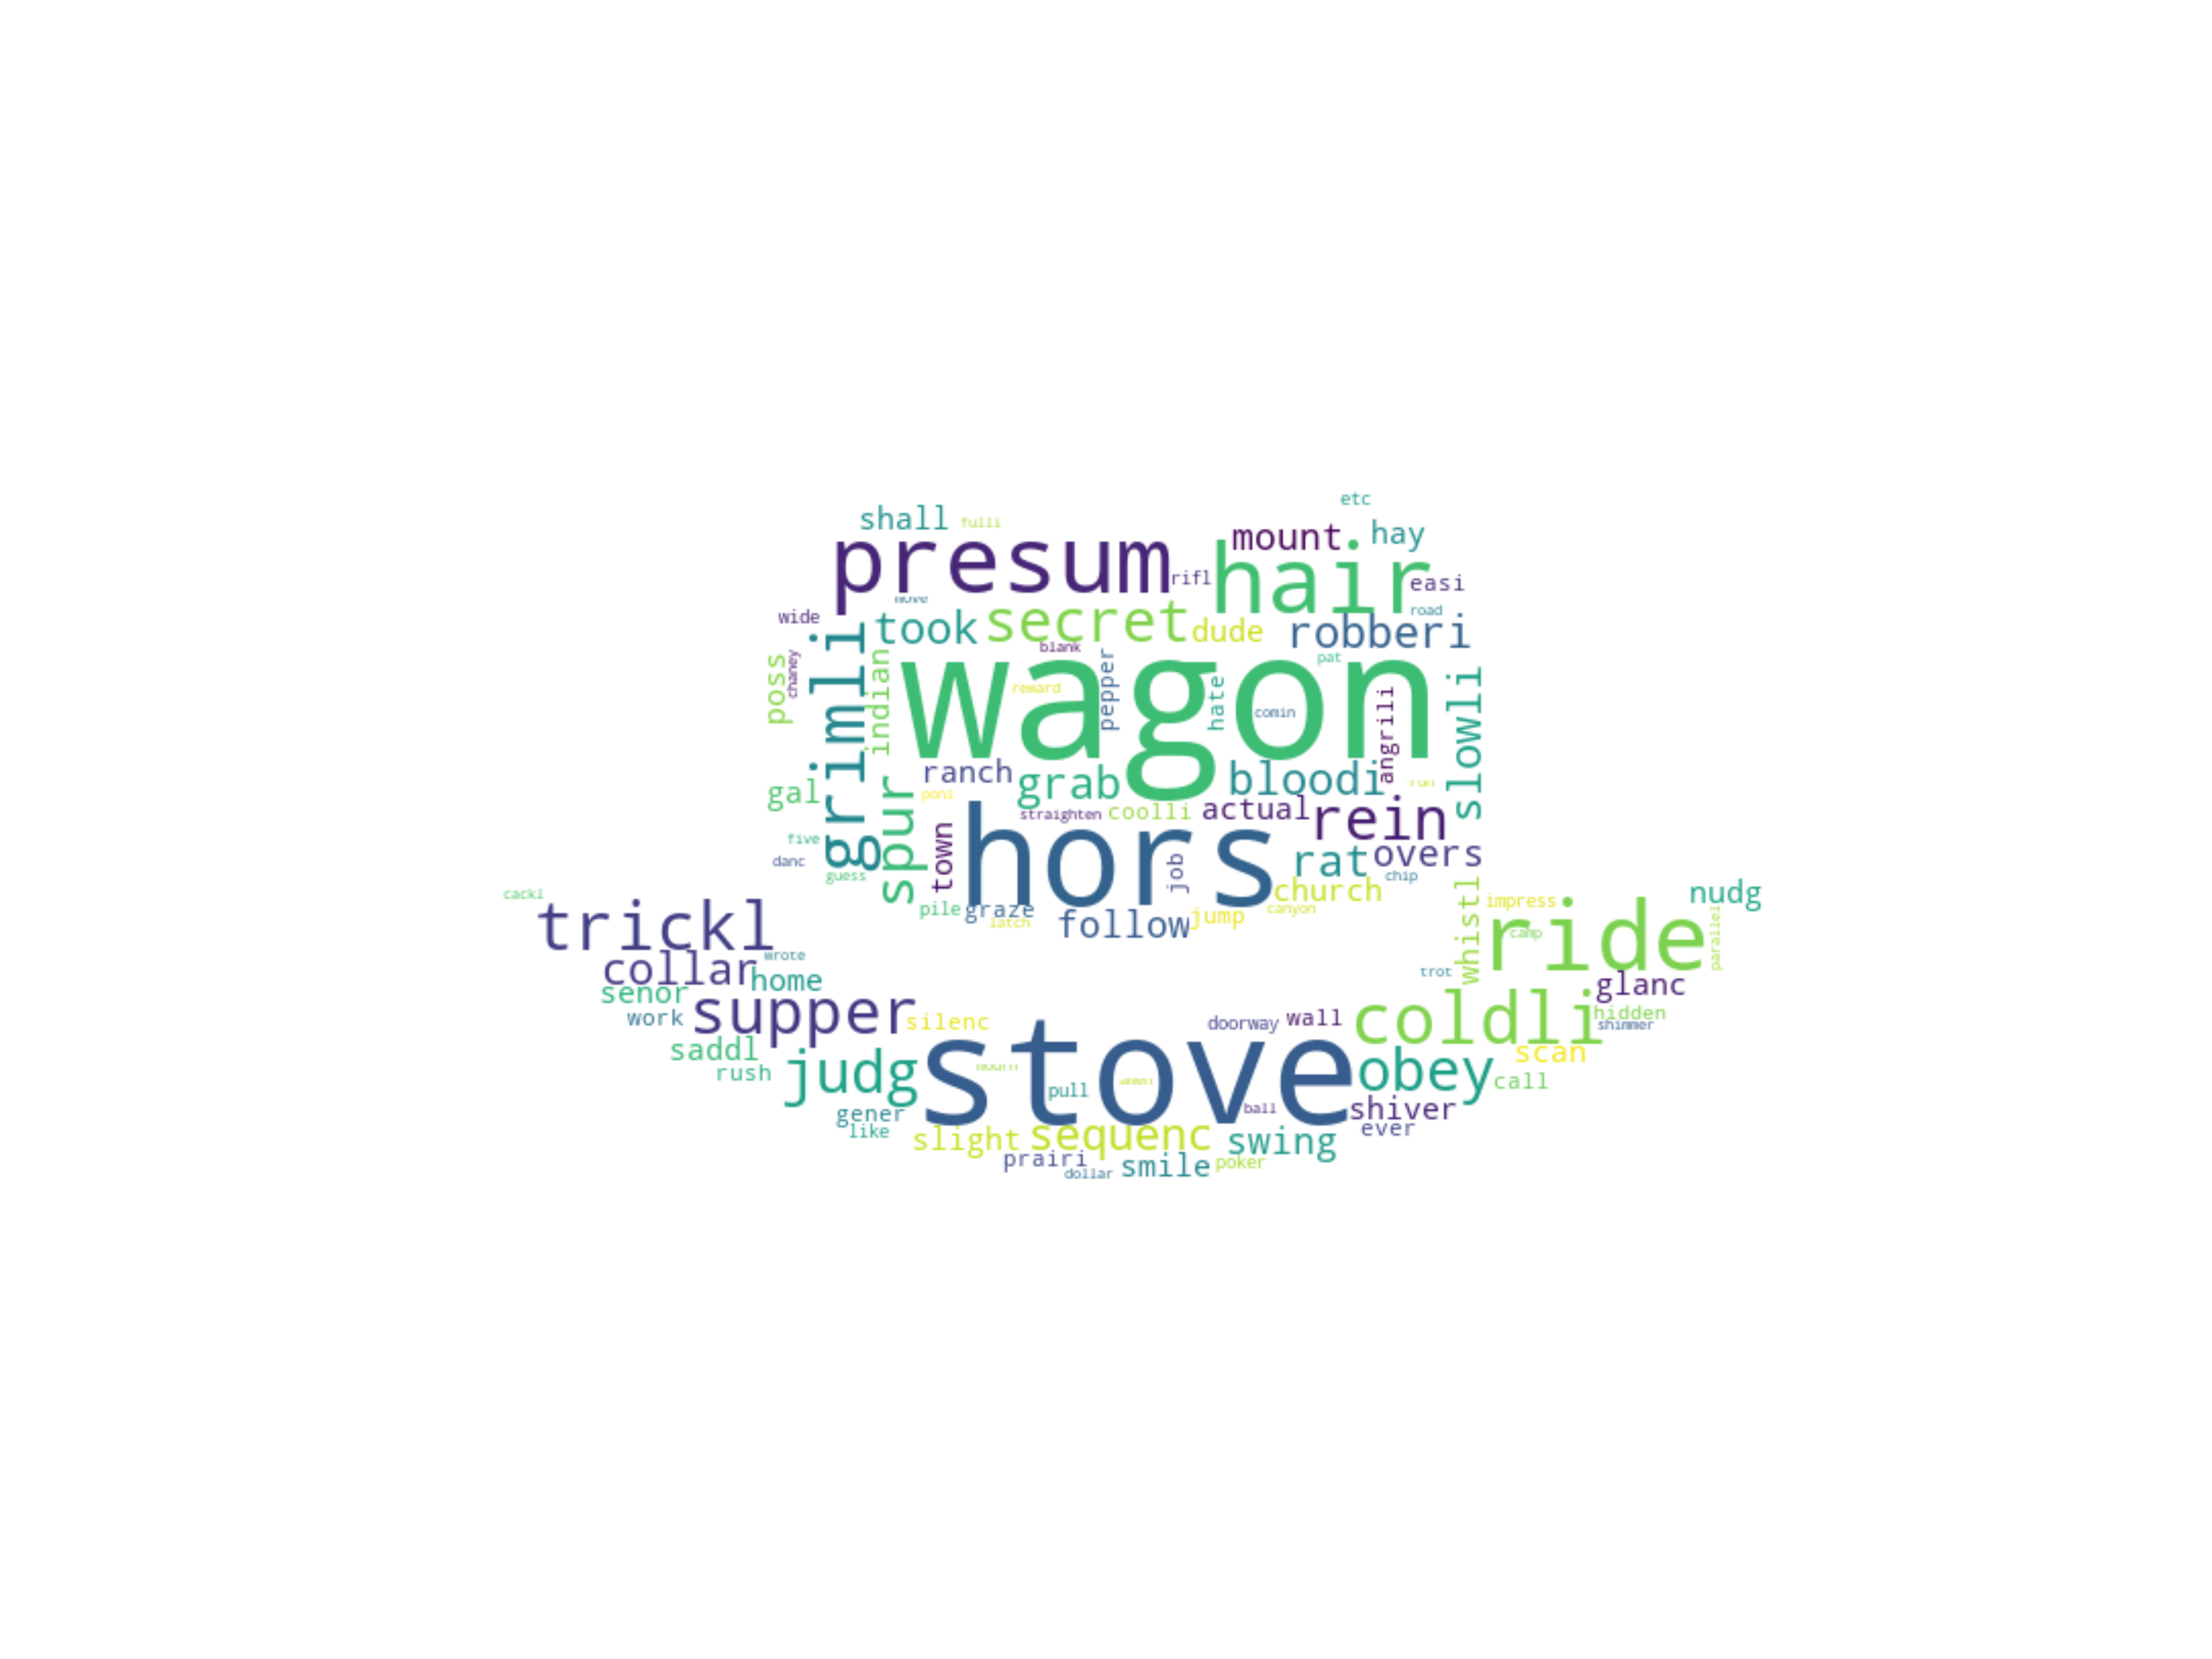 etc
shall
fulli
mount
hay
presum
rifl
hair
easi
wide
took
secret
dude
road
robberi
blank
pat
grimli
poss
chaney
indian
wagon
reward
pepper
hate
comin
angrili
slowli
ranch
grab
bloodi
gal
poni
run
spur
straighten
coolli
actual
rein
five
danc
guess
town
hors
job
rat
overs
chip
church
canyon
pile
graze
latch
follow
jump
cackl
trickl
whistl
impress
ride
camp
nudg
parallel
collar
wrote
home
trot
glanc
senor
work
supper
silenc
doorway
wall
coldli
hidden
shimmer
saddl
rush
judg
stove
pull
ball
obey
scan
call
shiver
gener
like
ever
slight
sequenc
swing
prairi
dollar
smile
poker